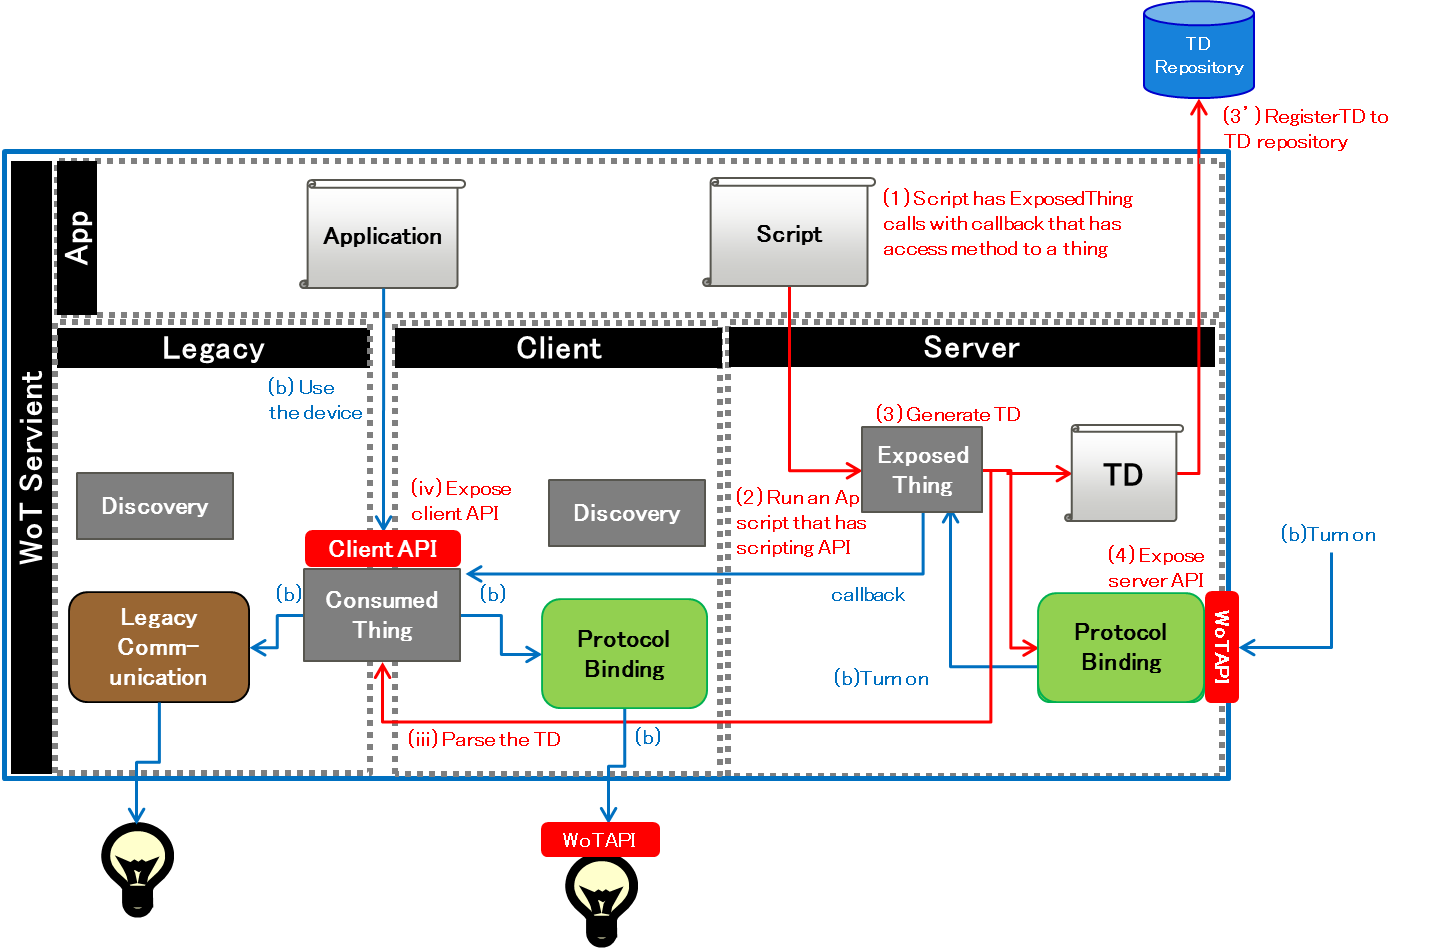 TD
Repository
(3’) RegisterTD to
TD repository
App
Application
Script
(1) Script has ExposedThing
calls with callback that has
access method to a thing
WoT Servient
Legacy
Client
Server
(b) Use
the device
(3) Generate TD
Discovery
(iv) Expose
client API
Discovery
(2) Run an Ap
script that has
scripting API
Exposed
Thing
TD
(b)Turn on
Client API
Consumed
Thing
(b)
(b)
callback
(4) Expose
server API
Legacy
Comm-
unication
Protocol
Binding
Protocol
Binding
WoTAPI
(b)Turn on
(iii) Parse the TD
(b)
WoTAPI